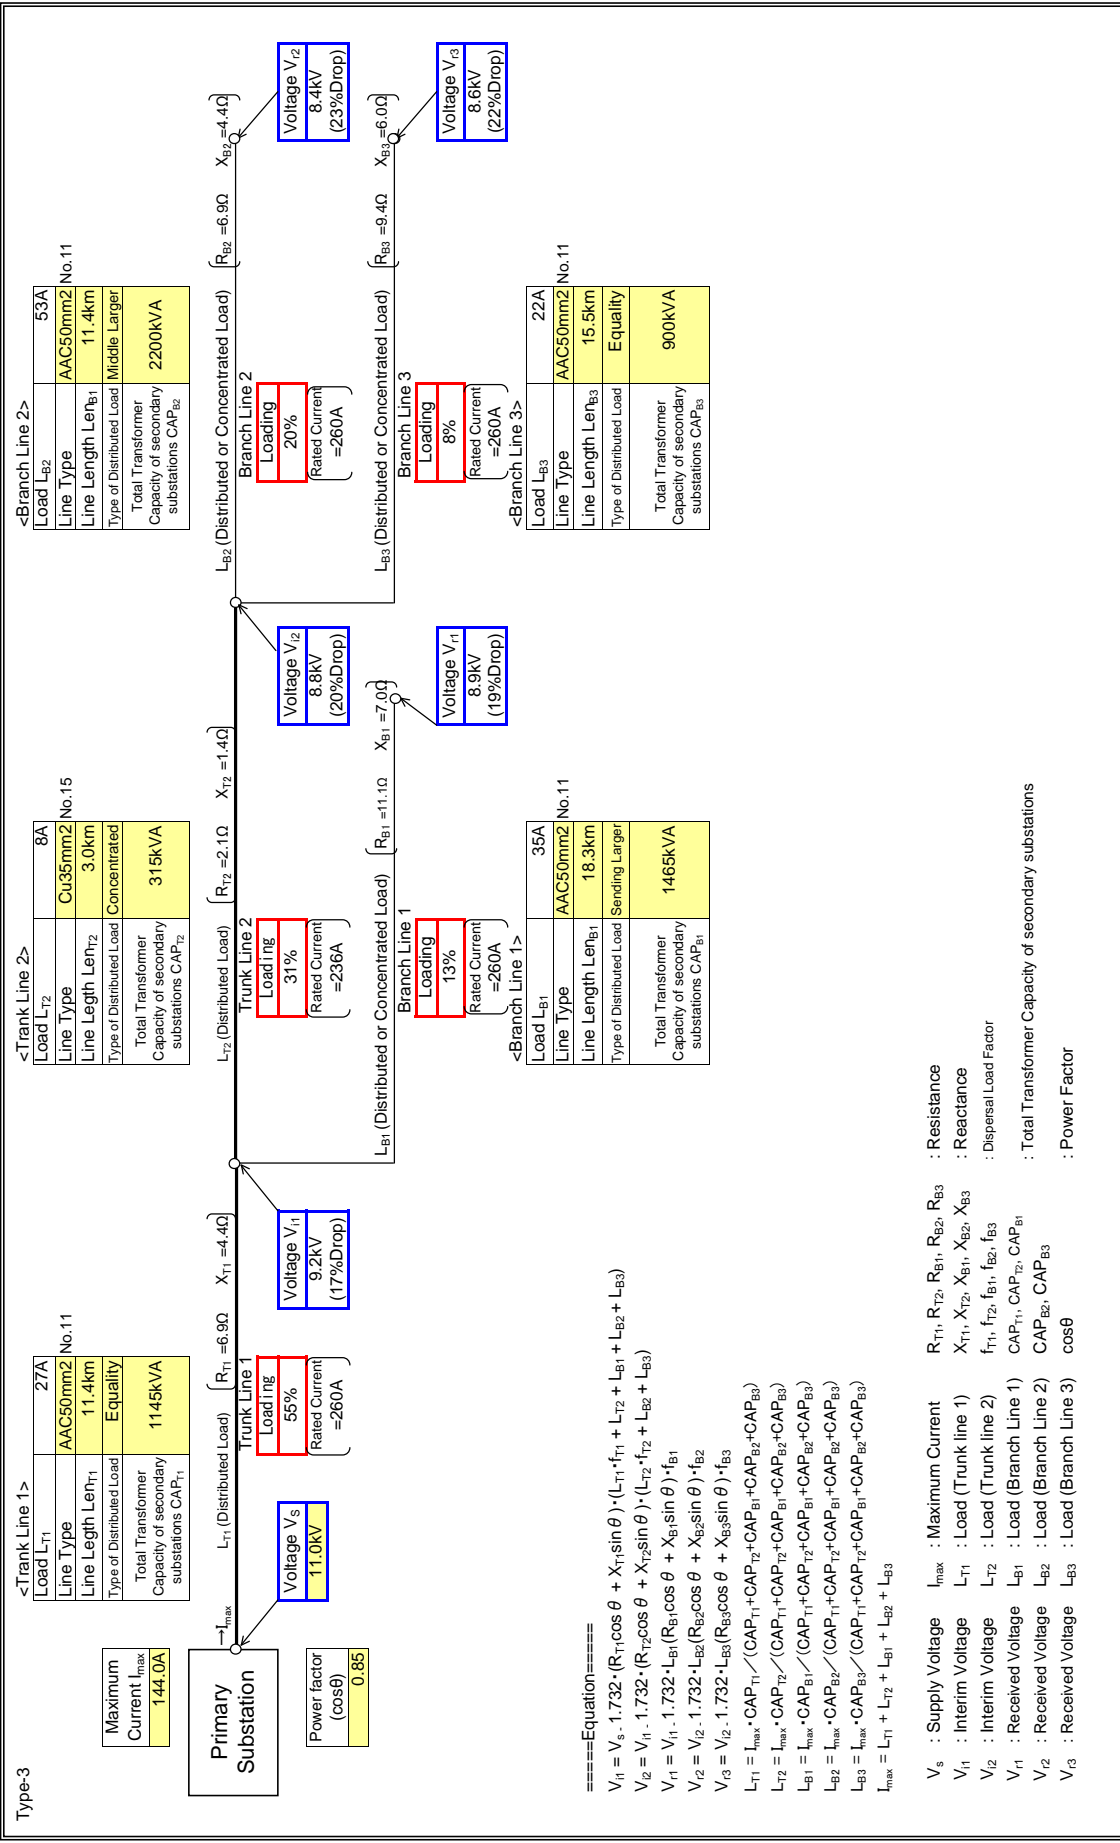 Type-3
Maximum
Current Imax
144.0A
Primary
Substation
Power factor
(cosθ)
0.85
→Imax
Voltage Vs
11.0kV
<Trank Line 1>
Load LT1 27A
Line Type AAC50mm2 No.11
Line Legth LenT1 11.4km
Type of Distributed Load Equality
Total Transformer
Capacity of secondary
substations CAPT1
1145kVA
LT1 (Distributed Load) RT1 =6.9Ω XT1 =4.4Ω
Trunk Line 1
Loading
55%
Rated Current
=260A
Voltage Vi1
9.2kV
(17%Drop)
<Trank Line 2>
Load LT2 8A
Line Type Cu35mm2 No.15
Line Legth LenT2 3.0km
Type of Distributed Load Concentrated
Total Transformer
Capacity of secondary
substations CAPT2
315kVA
LT2 (Distributed Load) RT2 =2.1Ω XT2 =1.4Ω
Trunk Line 2
Loading
31%
Rated Current
=236A
Voltage Vi2
8.8kV
(20%Drop)
LB1 (Distributed or Concentrated Load) RB1 =11.1Ω XB1 =7.0Ω
Branch Line 1
Loading
13%
Rated Current
=260A
Voltage Vr1
8.9kV
(19%Drop)
<Branch Line 1>
Load LB1 35A
Line Type AAC50mm2 No.11
Line Length LenB1 18.3km
Type of Distributed Load Sending Larger
Total Transformer
Capacity of secondary
substations CAPB1
1465kVA
<Branch Line 2>
Load LB2 53A
Line Type AAC50mm2 No.11
Line Length LenB1 11.4km
Type of Distributed Load Middle Larger
Total Transformer
Capacity of secondary
substations CAPB2
2200kVA
LB2 (Distributed or Concentrated Load) RB2 =6.9Ω XB2 =4.4Ω
Branch Line 2
Loading
20%
Rated Current
=260A
Voltage Vr2
8.4kV
(23%Drop)
LB3 (Distributed or Concentrated Load) RB3 =9.4Ω XB3 =6.0Ω
Branch Line 3
Loading
8%
Rated Current
=260A
Voltage Vr3
8.6kV
(22%Drop)
<Branch Line 3>
Load LB3 22A
Line Type AAC50mm2 No.11
Line Length LenB3 15.5km
Type of Distributed Load Equality
Total Transformer
Capacity of secondary
substations CAPB3
900kVA
=====Equation=====
Vi1 = Vs - 1.732・(RT1cos θ + XT1sin θ)・(LT1・fT1 + LT2 + LB1 + LB2 + LB3)
Vi2 = Vi1 - 1.732・(RT2cos θ + XT2sin θ)・(LT2・fT2 + LB2 + LB3)
Vr1 = Vi1 - 1.732・LB1(RB1cos θ + XB1sin θ)・fB1
Vr2 = Vi2 - 1.732・LB2(RB2cos θ + XB2sin θ)・fB2
Vr3 = Vi2 - 1.732・LB3(RB3cos θ + XB3sin θ)・fB3
LT1 = Imax・CAPT1／(CAPT1+CAPT2+CAPB1+CAPB2+CAPB3)
LT2 = Imax・CAPT2／(CAPT1+CAPT2+CAPB1+CAPB2+CAPB3)
LB1 = Imax・CAPB1／(CAPT1+CAPT2+CAPB1+CAPB2+CAPB3)
LB2 = Imax・CAPB2／(CAPT1+CAPT2+CAPB1+CAPB2+CAPB3)
LB3 = Imax・CAPB3／(CAPT1+CAPT2+CAPB1+CAPB2+CAPB3)
Imax = LT1 + LT2 + LB1 + LB2 + LB3
Vs : Supply Voltage Imax : Maximum Current RT1, RT2, RB1, RB2, RB3 : Resistance
Vi1 : Interim Voltage LT1 : Load (Trunk line 1) XT1, XT2, XB1, XB2, XB3 : Reactance
Vi2 : Interim Voltage LT2 : Load (Trunk line 2) fT1, fT2, fB1, fB2, fB3 : Dispersal Load Factor
Vr1 : Received Voltage LB1 : Load (Branch Line 1) CAPT1, CAPT2, CAPB1
Vr2 : Received Voltage LB2 : Load (Branch Line 2) CAPB2, CAPB3 : Total Transformer Capacity of secondary substations
Vr3 : Received Voltage LB3 : Load (Branch Line 3) cosθ : Power Factor